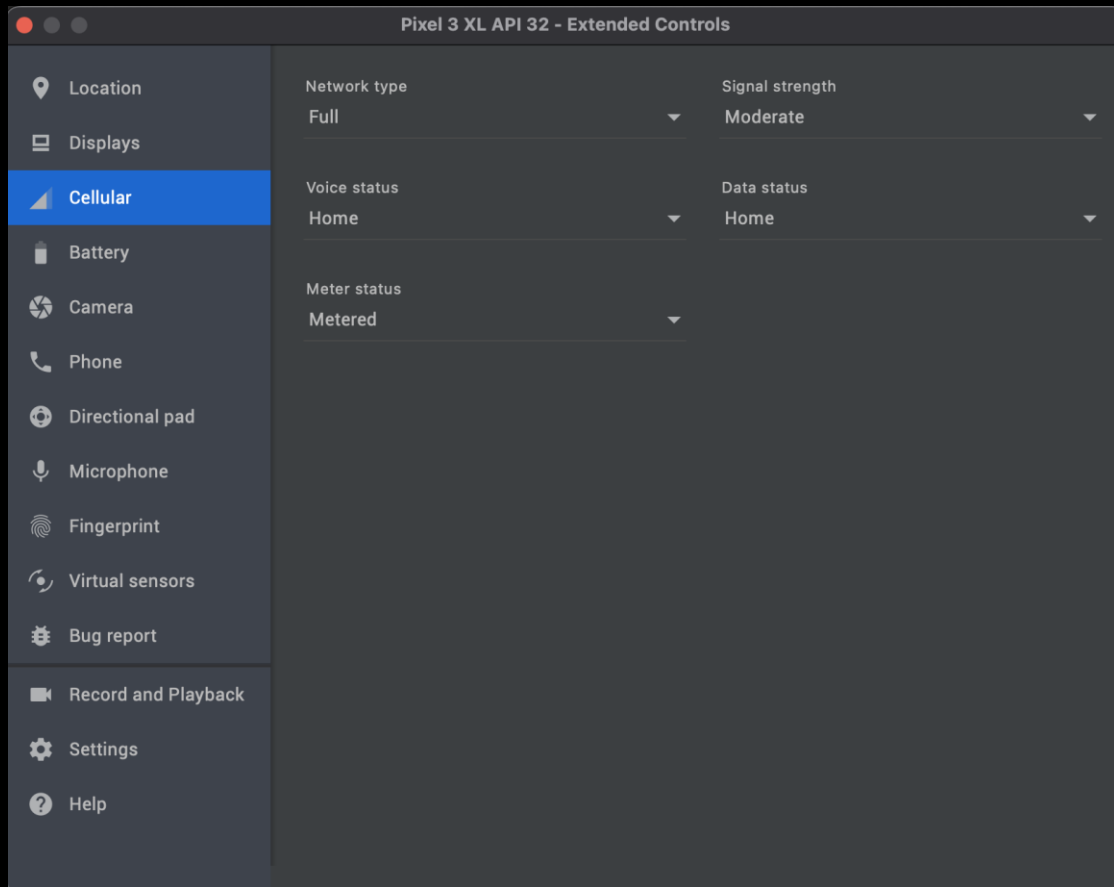 Pixel 3 XL API 32 - Extended Controls
Location
Displays
Cellular
Battery
Camera
Phone
Directional pad
Microphone
Fingerprint
Virtual sensors
Bug report
Record and Playback
Settings
Help
Network type
Full
Signal strength
Moderate
Voice status
Home
Data status
Home
Meter status
Metered